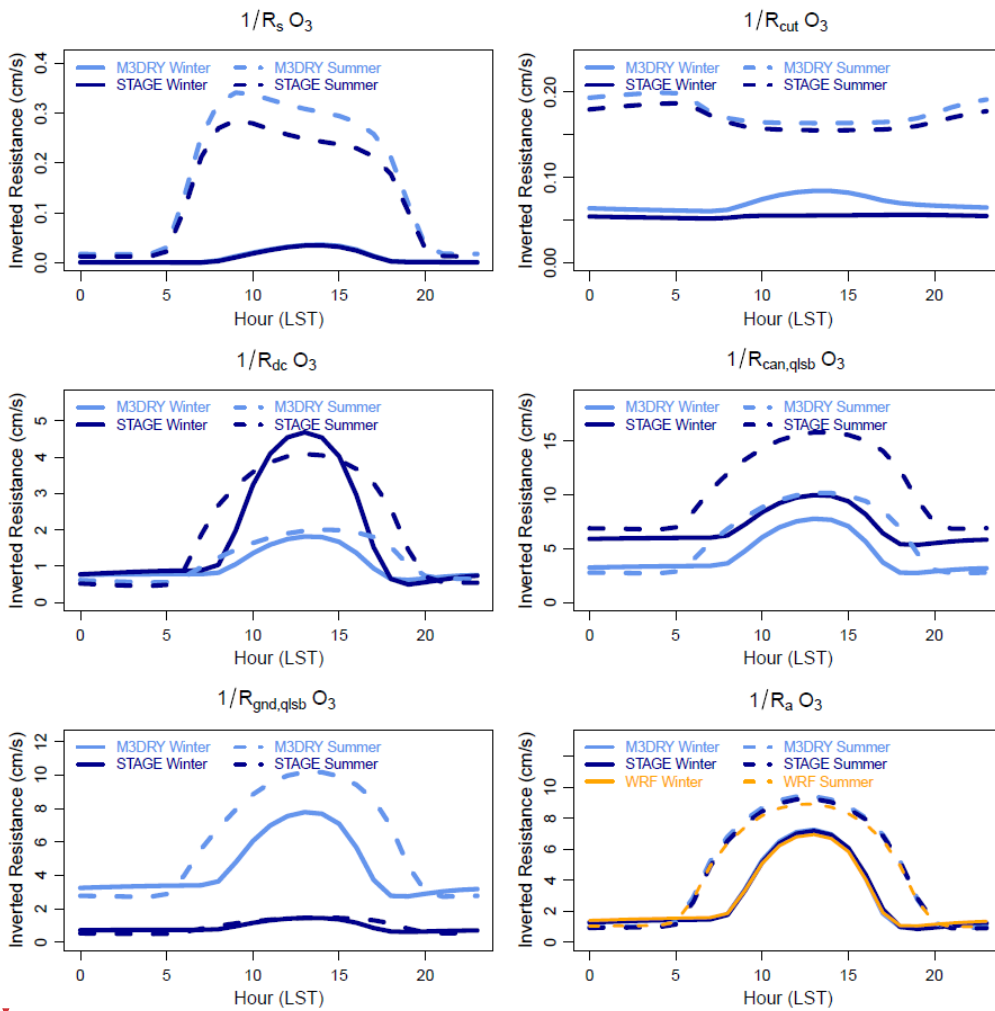 1/Rs O3
Inverted Resistance (cm/s)
0.4
0.3
0.2
0.1
0.0
M3DRY Winter M3DRY Summer
STAGE Winter STAGE Summer
0 5 10 15 20
Hour (LST)
1/Rcut O3
Inverted Resistance (cm/s)
0.20
0.10
0.00
M3DRY Winter M3DRY Summer
STAGE Winter STAGE Summer
0 5 10 15 20
Hour (LST)
1/Rdc O3
Inverted Resistance (cm/s)
5
4
3
2
1
0
M3DRY Winter M3DRY Summer
STAGE Winter STAGE Summer
0 5 10 15 20
Hour (LST)
1/Rcan,qlsb O3
Inverted Resistance (cm/s)
15
10
5
0
M3DRY Winter M3DRY Summer
STAGE Winter STAGE Summer
0 5 10 15 20
Hour (LST)
1/Rgnd,qlsb O3
Inverted Resistance (cm/s)
12
10
8
6
4
2
0
M3DRY Winter M3DRY Summer
STAGE Winter STAGE Summer
0 5 10 15 20
Hour (LST)
1/Ra O3
Inverted Resistance (cm/s)
10
8
6
4
2
0
M3DRY Winter M3DRY Summer
STAGE Winter STAGE Summer
WRF Winter WRF Summer
0 5 10 15 20
Hour (LST)